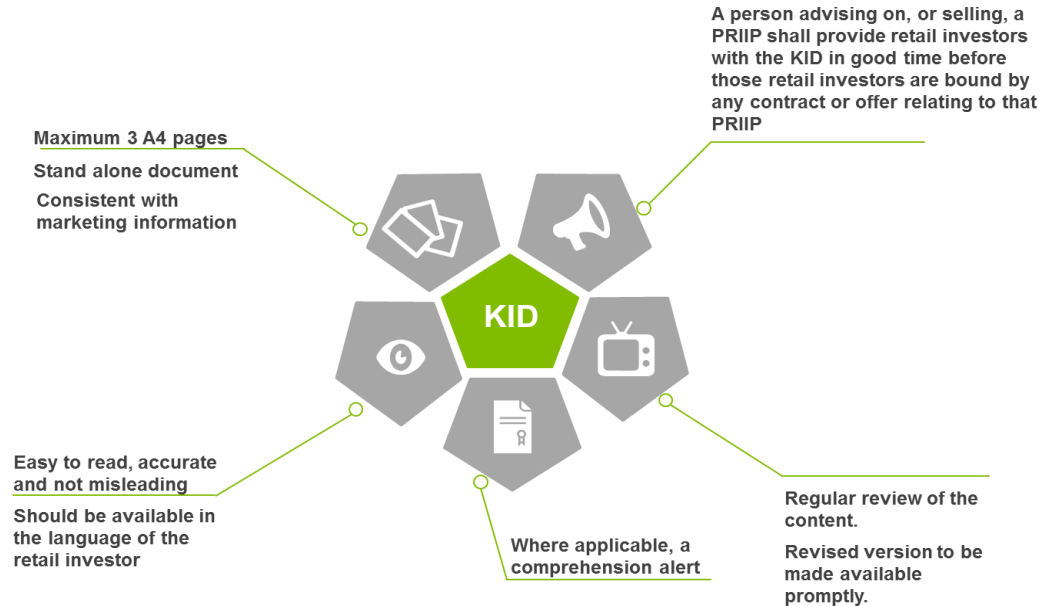 A person advising on, or selling, a
PRIIP shall provide retail investors
with the KID in good time before
those retail investors are bound by
any contract or offer relating to that
PRIIP
Maximum 3 A4 pages
Stand alone document
Consistent with
marketing information
KID
Easy to read, accurate
and not misleading
Should be available in
the language of the
retail investor
Where applicable, a
comprehension alert
Regular review of the
content.
Revised version to be
made available
promptly.